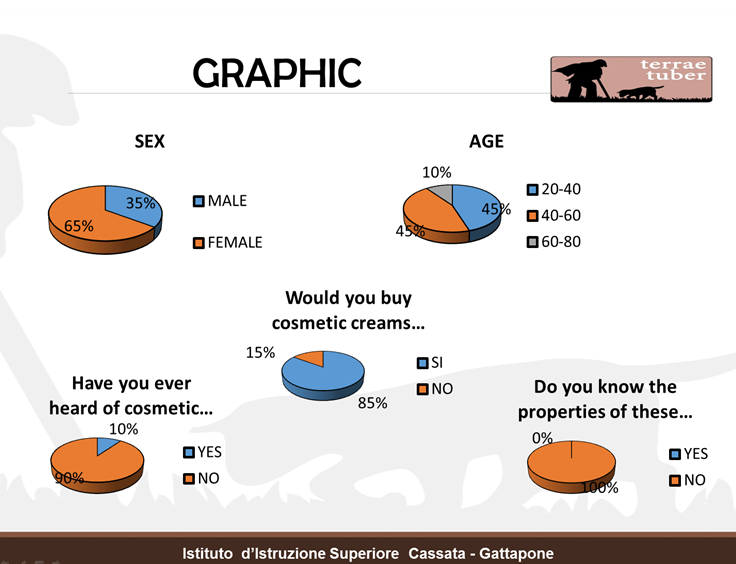 GRAPHIC
terrae
tuber
SEX
35%
65%
MALE
FEMALE
AGE
10%
45%
45%
20-40
40-60
60-80
Would you buy
cosmetic creams…
15%
85%
SI
NO
Have you ever
heard of cosmetic…
10%
90%
YES
NO
Do you know the
properties of these…
0%
100%
YES
NO
Istituto d’Istruzione Superiore Cassata - Gattapone